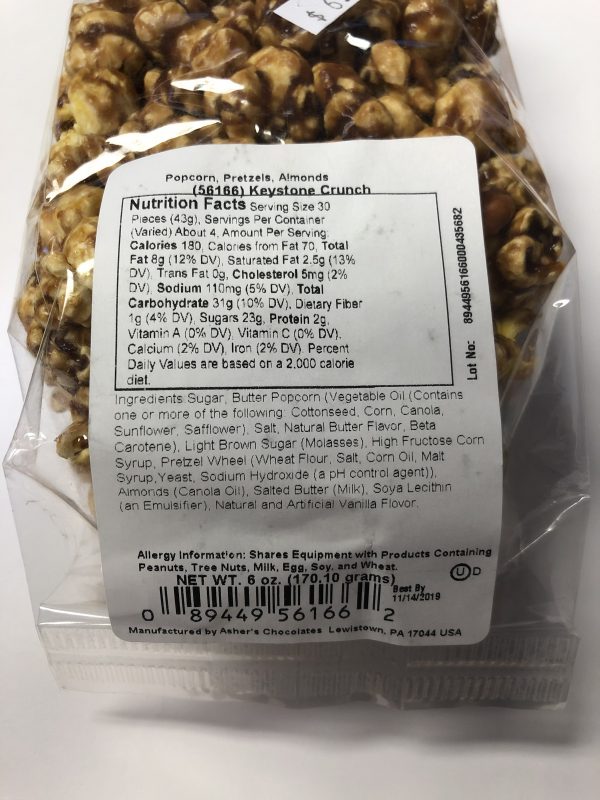 Popcorn, Pretzels, Almonds
(56166) Keystone Crunch
Nutrition Facts Serving Size 30
Pieces (43g), Servings Per Container
(Varied) About 4, Amount Per Serving:
Calories 180, Calories from Fat 70, Total
Fat 8g (12% DV), Saturated Fat 2.5g (13%
DV), Trans Fat 0g, Cholesterol 5mg (2%
DV), Sodium 110mg (5% DV), Total
Carbohydrate 31g (10% DV), Dietary Fiber
1g (4% DV), Sugars 23g, Protein 2g,
Vitamin A (0% DV), Vitamin C (0% DV),
Calcium (2% DV), Iron (2% DV). Percent
Daily Values are based on a 2,000 calorie
diet.
Lot No: 8944956166000435682
Ingredients Sugar, Butter Popcorn (Vegetable Oil (Contains
one or more of the following: Cottonseed, Corn, Canola,
Sunflower, Safflower), Salt, Natural Butter Flavor, Beta
Carotene), Light Brown Sugar (Molasses), High Fructose Corn
Syrup, Pretzel Wheel (Wheat Flour, Salt, Corn Oil, Malt
Syrup, Yeast, Sodium Hydroxide (a pH control agent)),
Almonds (Canola Oil), Salted Butter (Milk), Soya Lecithin
(an Emulsifier), Natural and Artificial Vanilla Flavor.
Allergy Information: Shares Equipment with Products Containing
Peanuts, Tree Nuts, Milk, Egg, Soy, and Wheat.
NET WT. 6 oz. (170.10 grams)
U D
Best By
11/14/2019
0 89449 56166 2
Manufactured by Asher's Chocolates Lewistown, PA 17044 USA